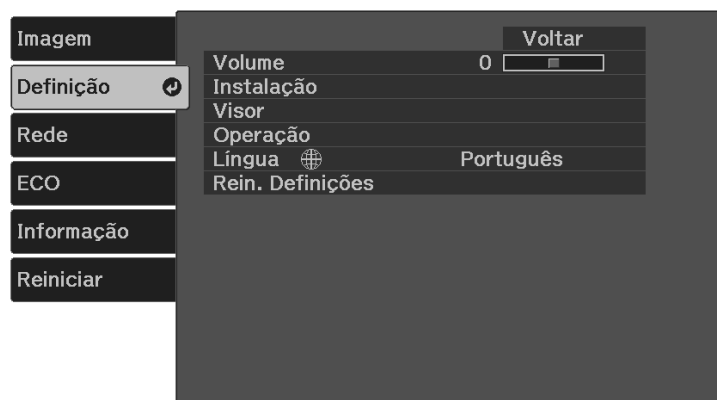 Imagem
Definição
Rede
ECO
Informação
Reiniciar
Voltar
Volume 0
Instalação
Visor
Operação
Língua Português
Rein. Definições